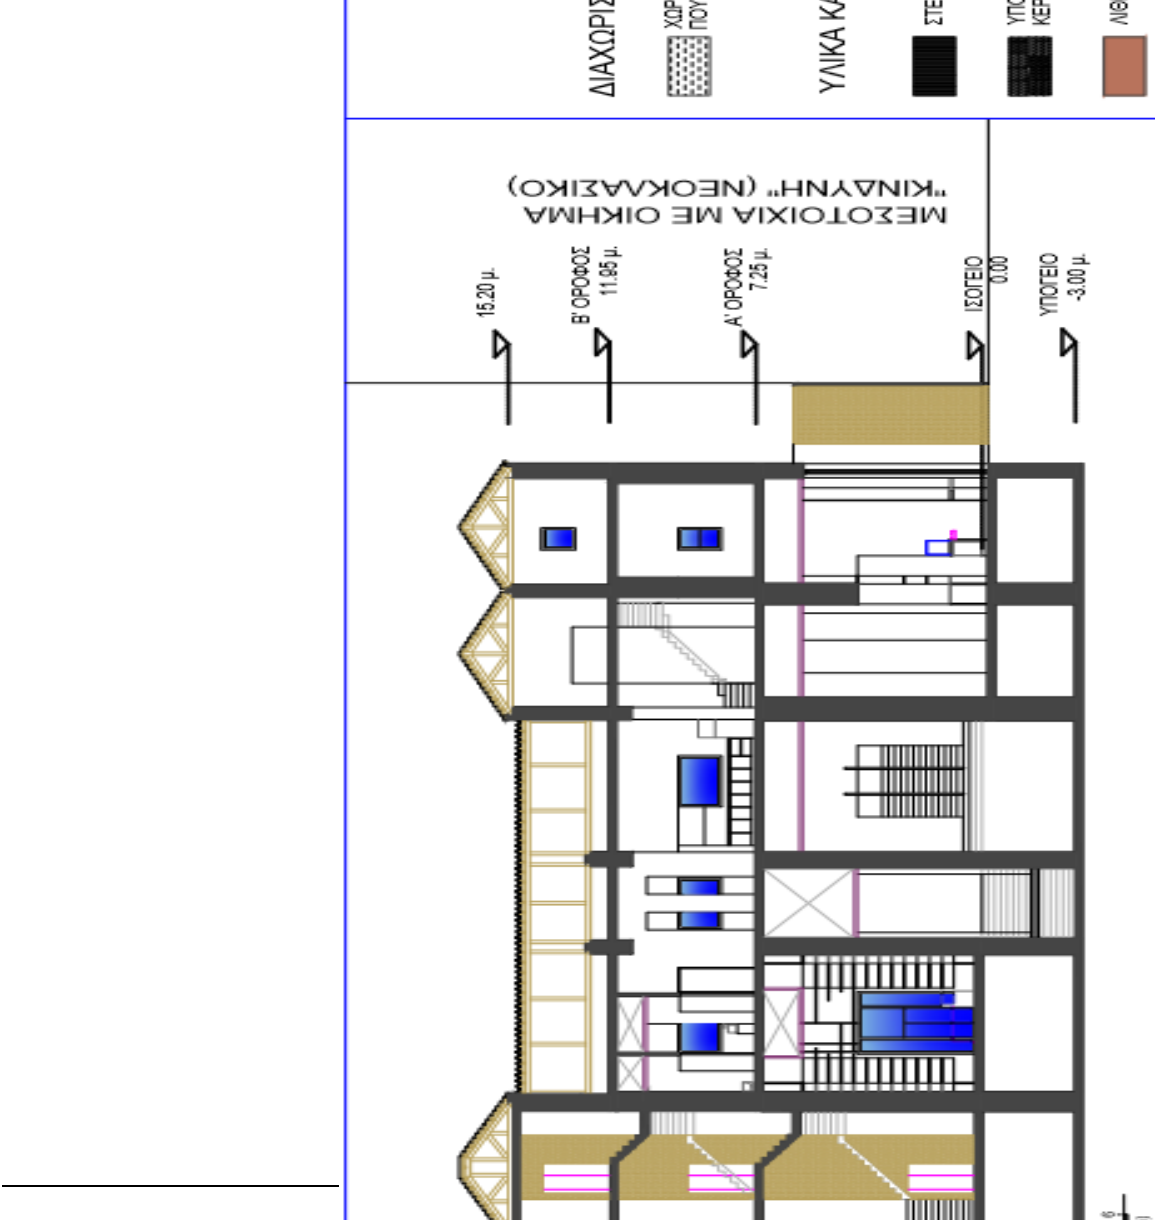 ΔΙΑΧΩΡΙΣ
ΧΩΡ
ΠΟΥ
ΥΛΙΚΑ ΚΑ
ΣΤΕ
ΥΠΟ
ΚΕΡ
ΛΙΘ
ΜΕΣΟΤΟΙΧΙΑ ΜΕ ΟΙΚΗΜΑ
"ΚΙΝΔΥΝΗ" (ΝΕΟΚΛΑΣΙΚΟ)
15.20 μ.
Β' ΟΡΟΦΟΣ
11.95 μ.
Α' ΟΡΟΦΟΣ
7.25 μ.
ΙΣΟΓΕΙΟ
0.00
ΥΠΟΓΕΙΟ
-3.00 μ.